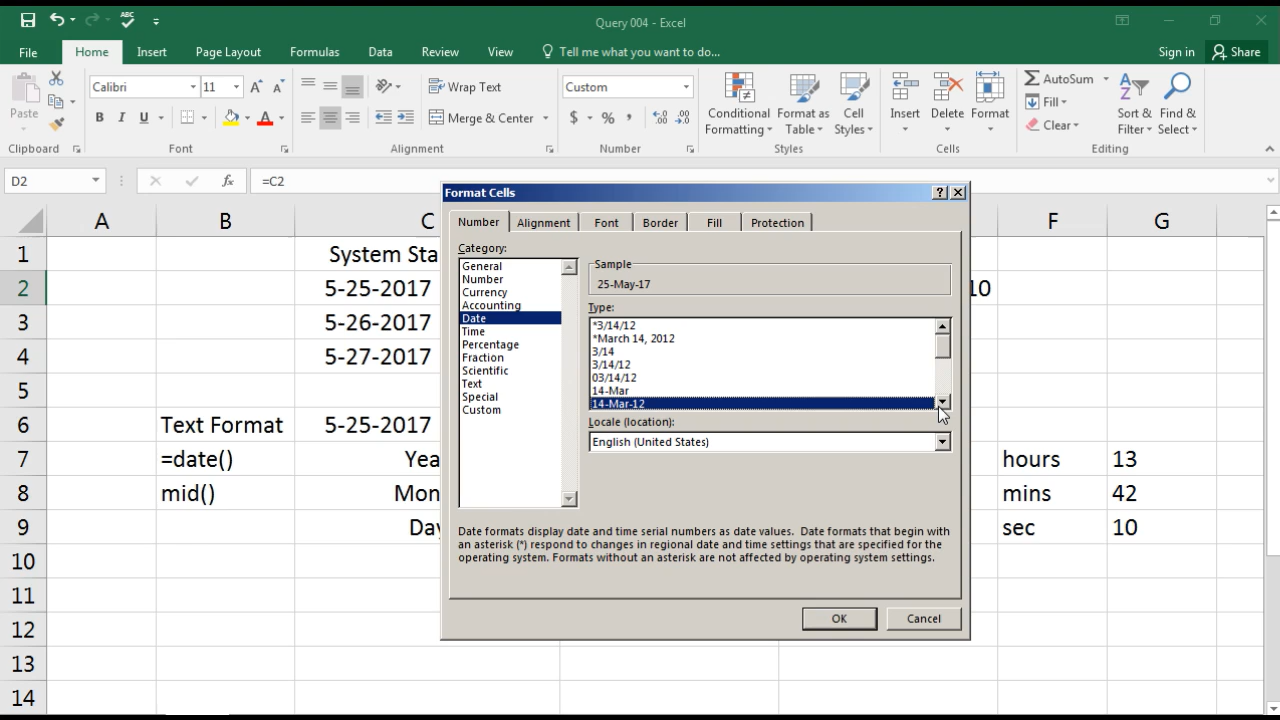 ABC
Query 004 - Excel
File Home Insert Page Layout Formulas Data Review View Tell me what you want to do... Sign in Share
Paste
Calibri 11
B I U
Wrap Text
Merge & Center
Custom
$ % ,
Conditional Formatting
Format as Table
Cell Styles
Insert Delete Format
AutoSum
Fill
Clear
Sort & Filter
Find & Select
Clipboard Font Alignment Number Styles Cells Editing
D2 fx =C2
A B C F G
1 System Sta
2 5-25-2017 10
3 5-26-2017
4 5-27-2017
5
6 Text Format 5-25-2017
7 =date() Yea hours 13
8 mid() Mon mins 42
9 Day sec 10
10
11
12
13
14
Format Cells
Number Alignment Font Border Fill Protection
Category:
General
Number
Currency
Accounting
Date
Time
Percentage
Fraction
Scientific
Text
Special
Custom
Sample
25-May-17
Type:
*3/14/12
*March 14, 2012
3/14
3/14/12
03/14/12
14-Mar
14-Mar-12
Locale (location):
English (United States)
Date formats display date and time serial numbers as date values. Date formats that begin with
an asterisk (*) respond to changes in regional date and time settings that are specified for the
operating system. Formats without an asterisk are not affected by operating system settings.
OK Cancel